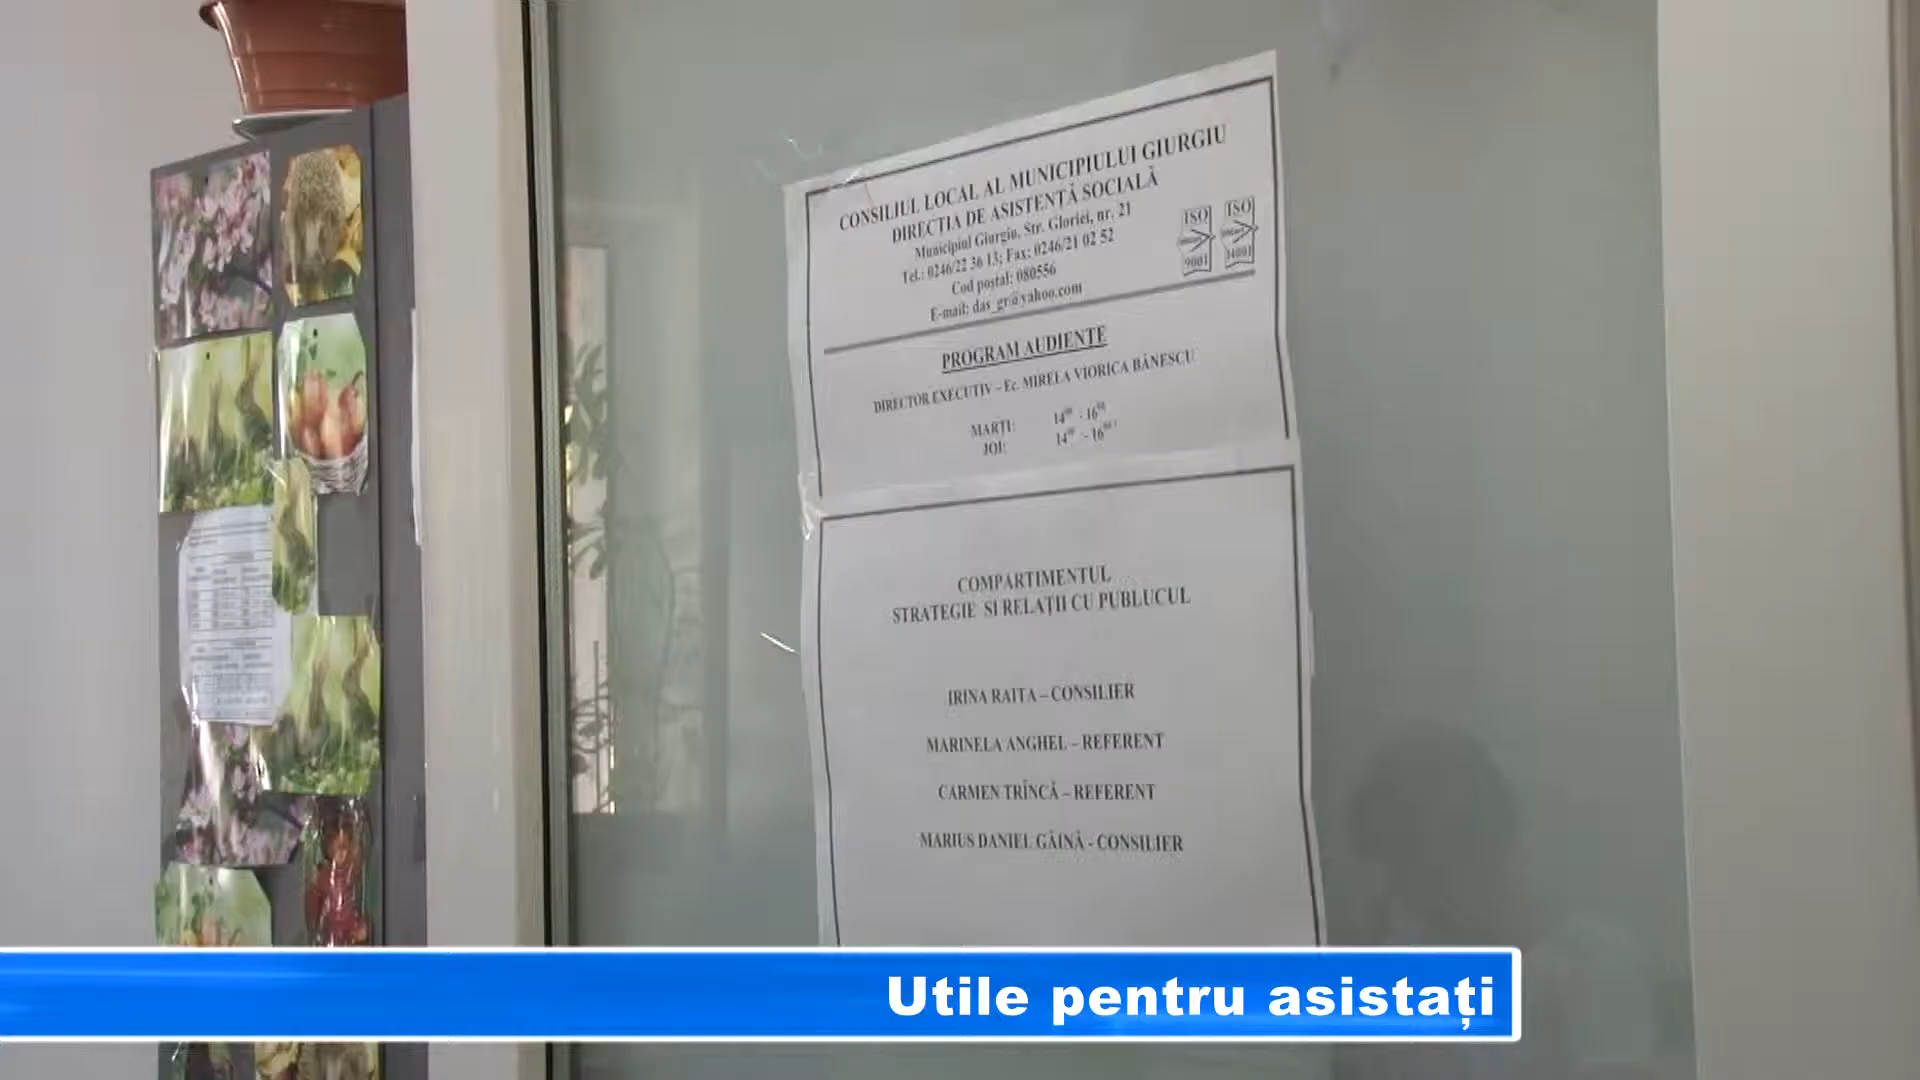 CONSILIUL LOCAL AL MUNICIPIULUI GIURGIU
DIRECȚIA DE ASISTENȚĂ SOCIALĂ
Municipiul Giurgiu, Str. Gloriei, nr. 21
Tel.: 0246/22 36 13; Fax: 0246/21 02 52
Cod poștal: 080556
E-mail: das_gr@yahoo.com
ISO
9001
ISO
14001
PROGRAM AUDIENȚE
DIRECTOR EXECUTIV – Ec. MIRELA VIORICA BĂNESCU
MARȚI: 14⁰⁰ - 16⁰⁰
JOI: 14⁰⁰ - 16⁰⁰
COMPARTIMENTUL
STRATEGIE SI RELAȚII CU PUBLUCUL
IRINA RAITA – CONSILIER
MARINELA ANGHEL – REFERENT
CARMEN TRÎNCĂ – REFERENT
MARIUS DANIEL GĂINĂ - CONSILIER
Utile pentru asistați